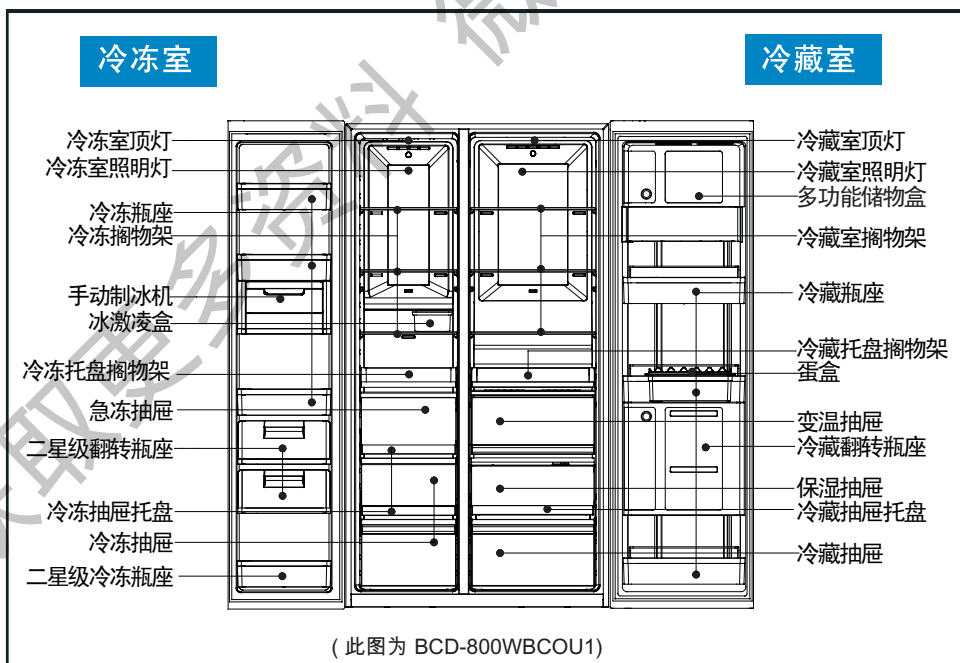 冷冻室
冷藏室
冷冻室顶灯
冷冻室照明灯
冷冻瓶座
冷冻搁物架
手动制冰机
冰激凌盒
冷冻托盘搁物架
急冻抽屉
二星级翻转瓶座
冷冻抽屉托盘
冷冻抽屉
二星级冷冻瓶座
冷藏室顶灯
冷藏室照明灯
多功能储物盒
冷藏室搁物架
冷藏瓶座
冷藏托盘搁物架
蛋盒
变温抽屉
冷藏翻转瓶座
保湿抽屉
冷藏抽屉托盘
冷藏抽屉
(此图为 BCD-800WBCOU1)
取更多资料 微